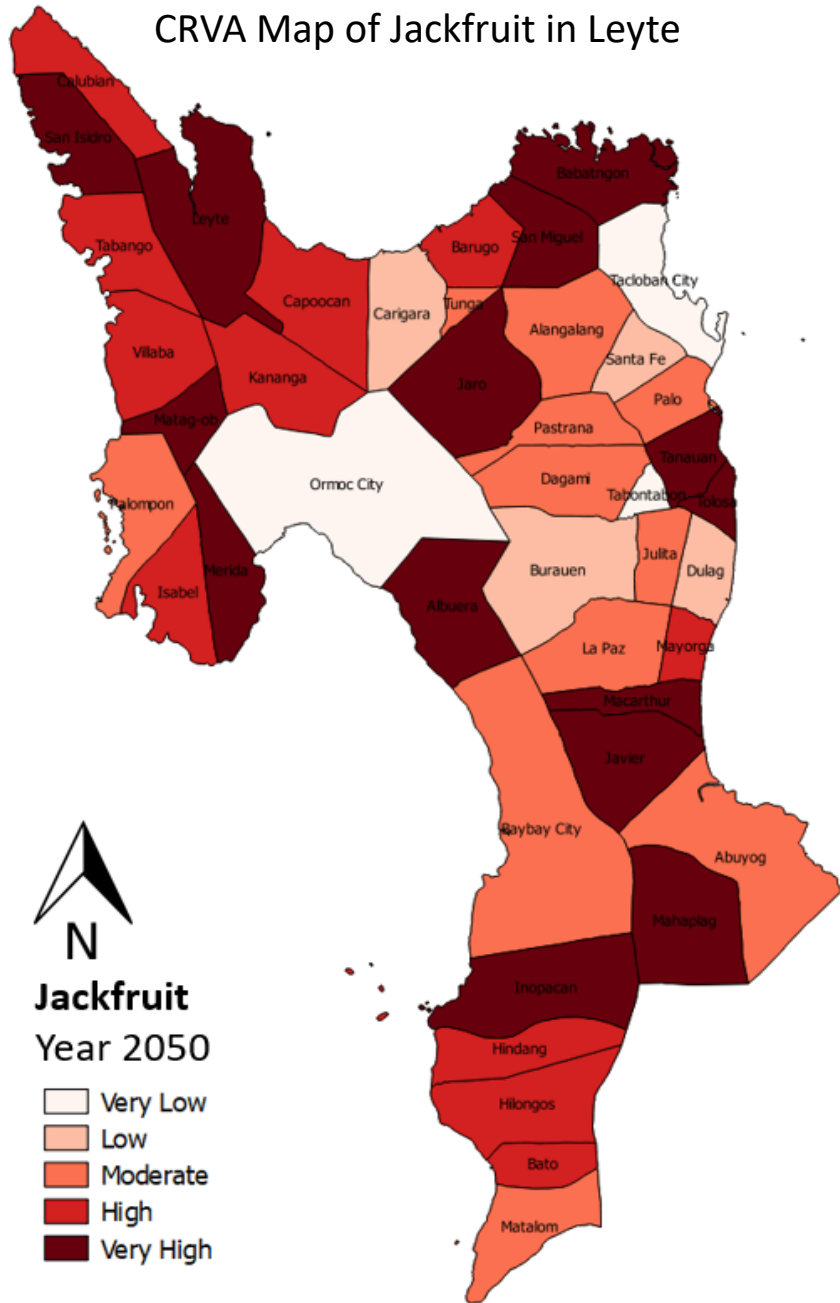 CRVA Map of Jackfruit in Leyte
Calubian
San Isidro
Babatngon
Leyte
San Miguel
Tabango
Barugo
Tacloban City
Capoocan
Tunga
Carigara
Alangalang
Villaba
Santa Fe
Kananga
Jaro
Palo
Matag-ob
Pastrana
Tanauan
Ormoc City
Dagami
Tabontabon
Tolosa
Palompon
Julita
Merida
Burauen
Dulag
Isabel
Albuera
La Paz
Mayorga
Macarthur
Javier
Baybay City
Abuyog
Mahaplag
N
Inopacan
Jackfruit
Year 2050
Hindang
Very Low
Hilongos
Low
Bato
Moderate
High
Matalom
Very High